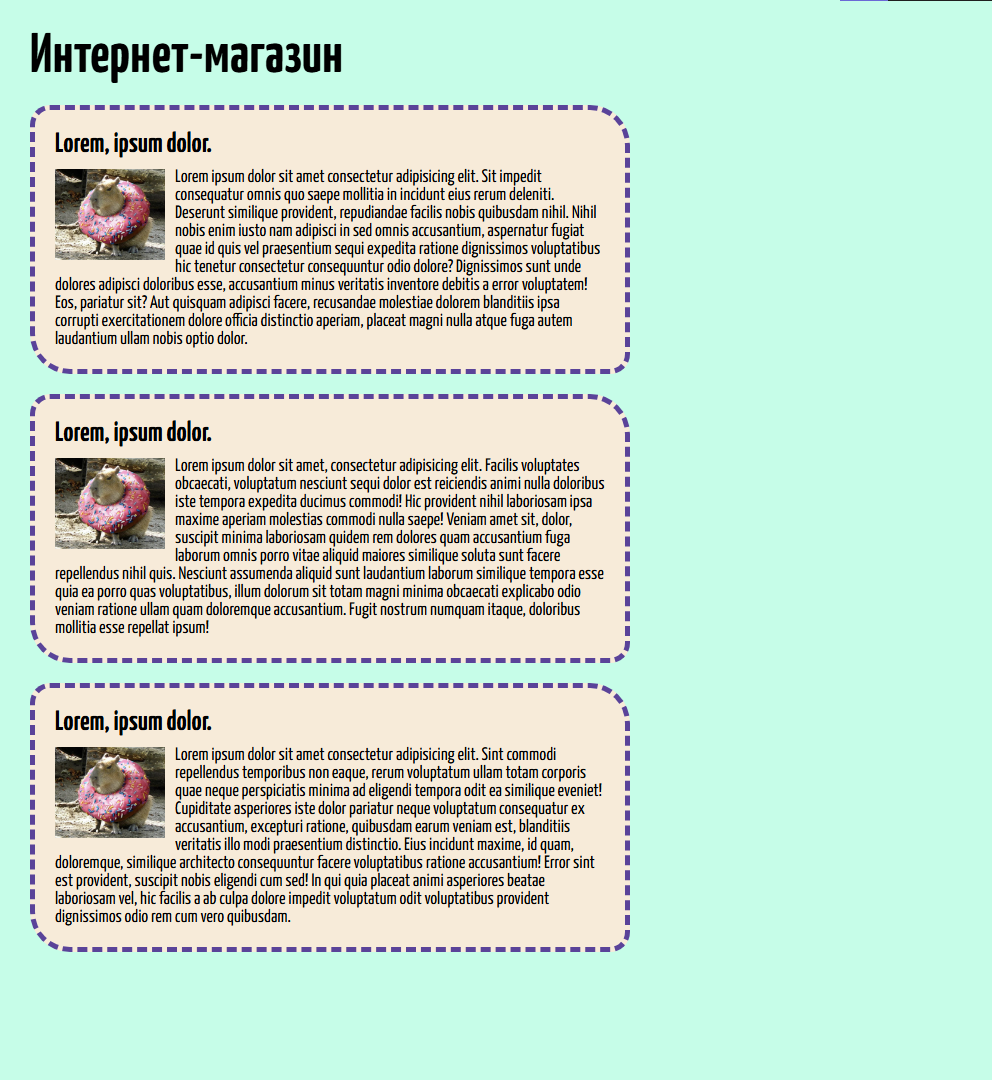 Интернет-магазин
Lorem, ipsum dolor.
Lorem ipsum dolor sit amet consectetur adipisicing elit. Sit impedit
consequatur omnis quo saepe mollitia in incidunt eius rerum deleniti.
Deserunt similique provident, repudiandae facilis nobis quibusdam nihil. Nihil
nobis enim iusto nam adipisci in sed omnis accusantium, aspernatur fugiat
quae id quis vel praesentium sequi expedita ratione dignissimos voluptatibus
hic tenetur consectetur consequuntur odio dolore? Dignissimos sunt unde
dolores adipisci doloribus esse, accusantium minus veritatis inventore debitis a error voluptatem!
Eos, pariatur sit? Aut quisquam adipisci facere, recusandae molestiae dolorem blanditiis ipsa
corrupti exercitationem dolore officia distinctio aperiam, placeat magni nulla atque fuga autem
laudantium ullam nobis optio dolor.
Lorem, ipsum dolor.
Lorem ipsum dolor sit amet, consectetur adipisicing elit. Facilis voluptates
obcaecati, voluptatum nesciunt sequi dolor est reiciendis animi nulla doloribus
iste tempora expedita ducimus commodi! Hic provident nihil laboriosam ipsa
maxime aperiam molestias commodi nulla saepe! Veniam amet sit, dolor,
suscipit minima laboriosam quidem rem dolores quam accusantium fuga
laborum omnis porro vitae aliquid maiores similique soluta sunt facere
repellendus nihil quis. Nesciunt assumenda aliquid sunt laudantium laborum similique tempora esse
quia ea porro quas voluptatibus, illum dolorum sit totam magni minima obcaecati explicabo odio
veniam ratione ullam quam doloremque accusantium. Fugit nostrum numquam itaque, doloribus
mollitia esse repellat ipsum!
Lorem, ipsum dolor.
Lorem ipsum dolor sit amet consectetur adipisicing elit. Sint commodi
repellendus temporibus non eaque, rerum voluptatum ullam totam corporis
quae neque perspiciatis minima ad eligendi tempora odit ea similique eveniet!
Cupiditate asperiores iste dolor pariatur neque voluptatum consequatur ex
accusantium, excepturi ratione, quibusdam earum veniam est, blanditiis
veritatis illo modi praesentium distinctio. Eius incidunt maxime, id quam,
doloremque, similique architecto consequuntur facere voluptatibus ratione accusantium! Error sint
est provident, suscipit nobis eligendi cum sed! In qui quia placeat animi asperiores beatae
laboriosam vel, hic facilis a ab culpa dolore impedit voluptatum odit voluptatibus provident
dignissimos odio rem cum vero quibusdam.